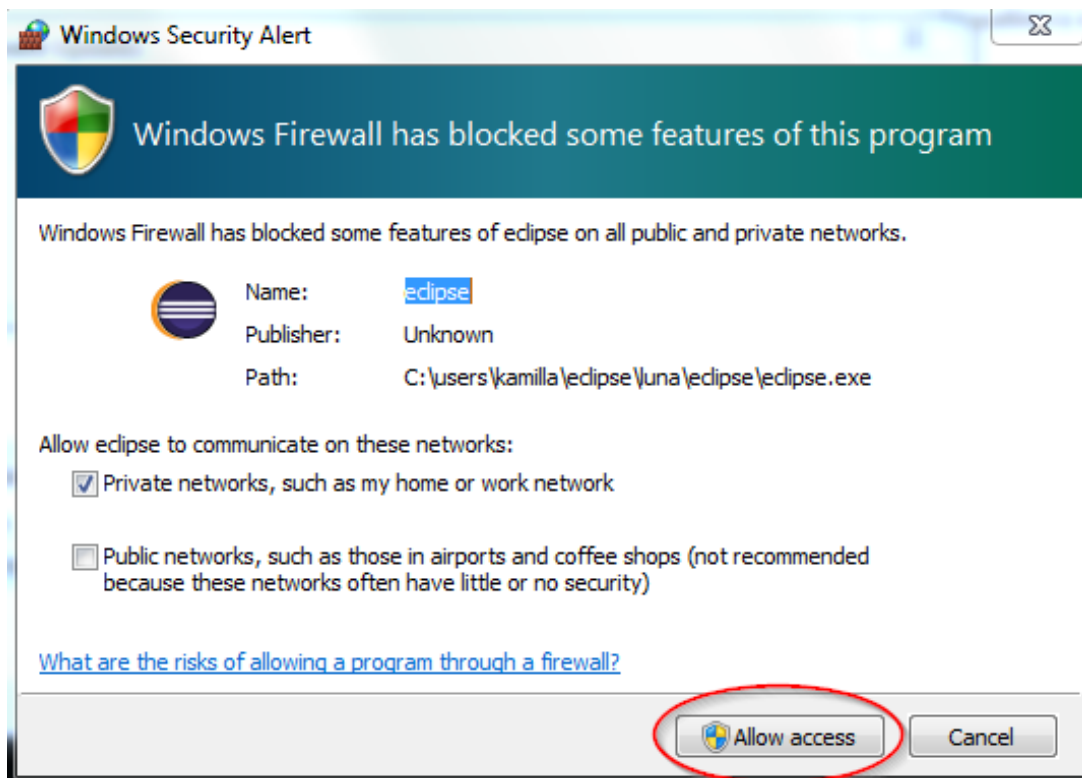 Windows Security Alert
Windows Firewall has blocked some features of this program
Windows Firewall has blocked some features of eclipse on all public and private networks.
Name: eclipse
Publisher: Unknown
Path: C:\users\kamilla\eclipse\luna\eclipse\eclipse.exe
Allow eclipse to communicate on these networks:
Private networks, such as my home or work network
Public networks, such as those in airports and coffee shops (not recommended
because these networks often have little or no security)
What are the risks of allowing a program through a firewall?
Allow access Cancel